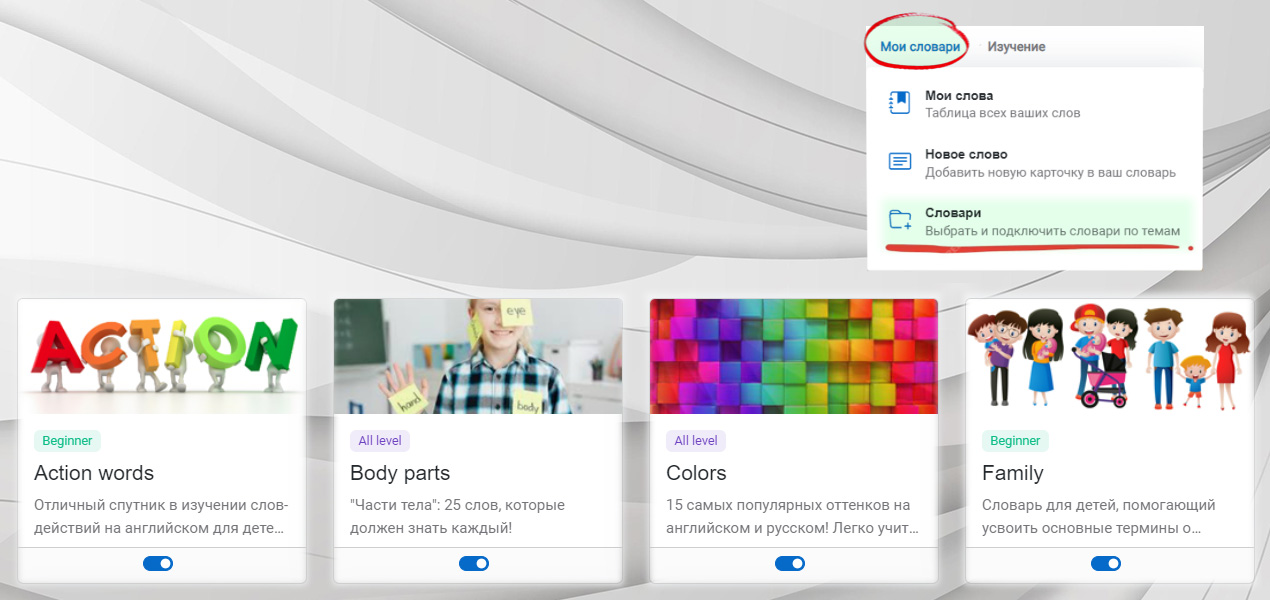 Мои словари
Изучение
Мои слова
Таблица всех ваших слов
Новое слово
Добавить новую карточку в ваш словарь
Словари
Выбрать и подключить словари по темам
ACTION
Beginner
Action words
Отличный спутник в изучении слов-
действий на английском для дете...
eye
hand
body
All level
Body parts
"Части тела": 25 слов, которые
должен знать каждый!
All level
Colors
15 самых популярных оттенков на
английском и русском! Легко учит...
Beginner
Family
Словарь для детей, помогающий
усвоить основные термины о...